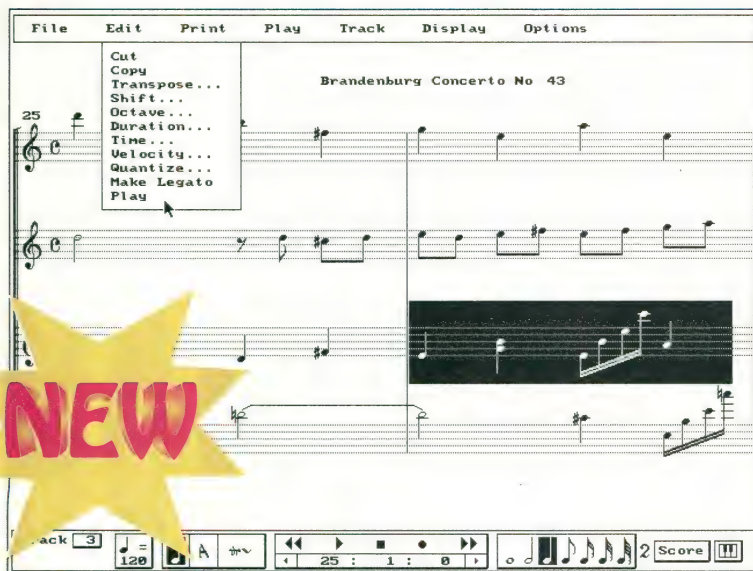 File Edit Print Play Track Display Options
Cut
Copy
Transpose...
Shift...
Octave...
Duration...
Time...
Velocity...
Quantize...
Make Legato
Play
Brandenburg Concerto No 43
25
NEW
ack 3
= 120
A
25 : 1 : 0
2 Score